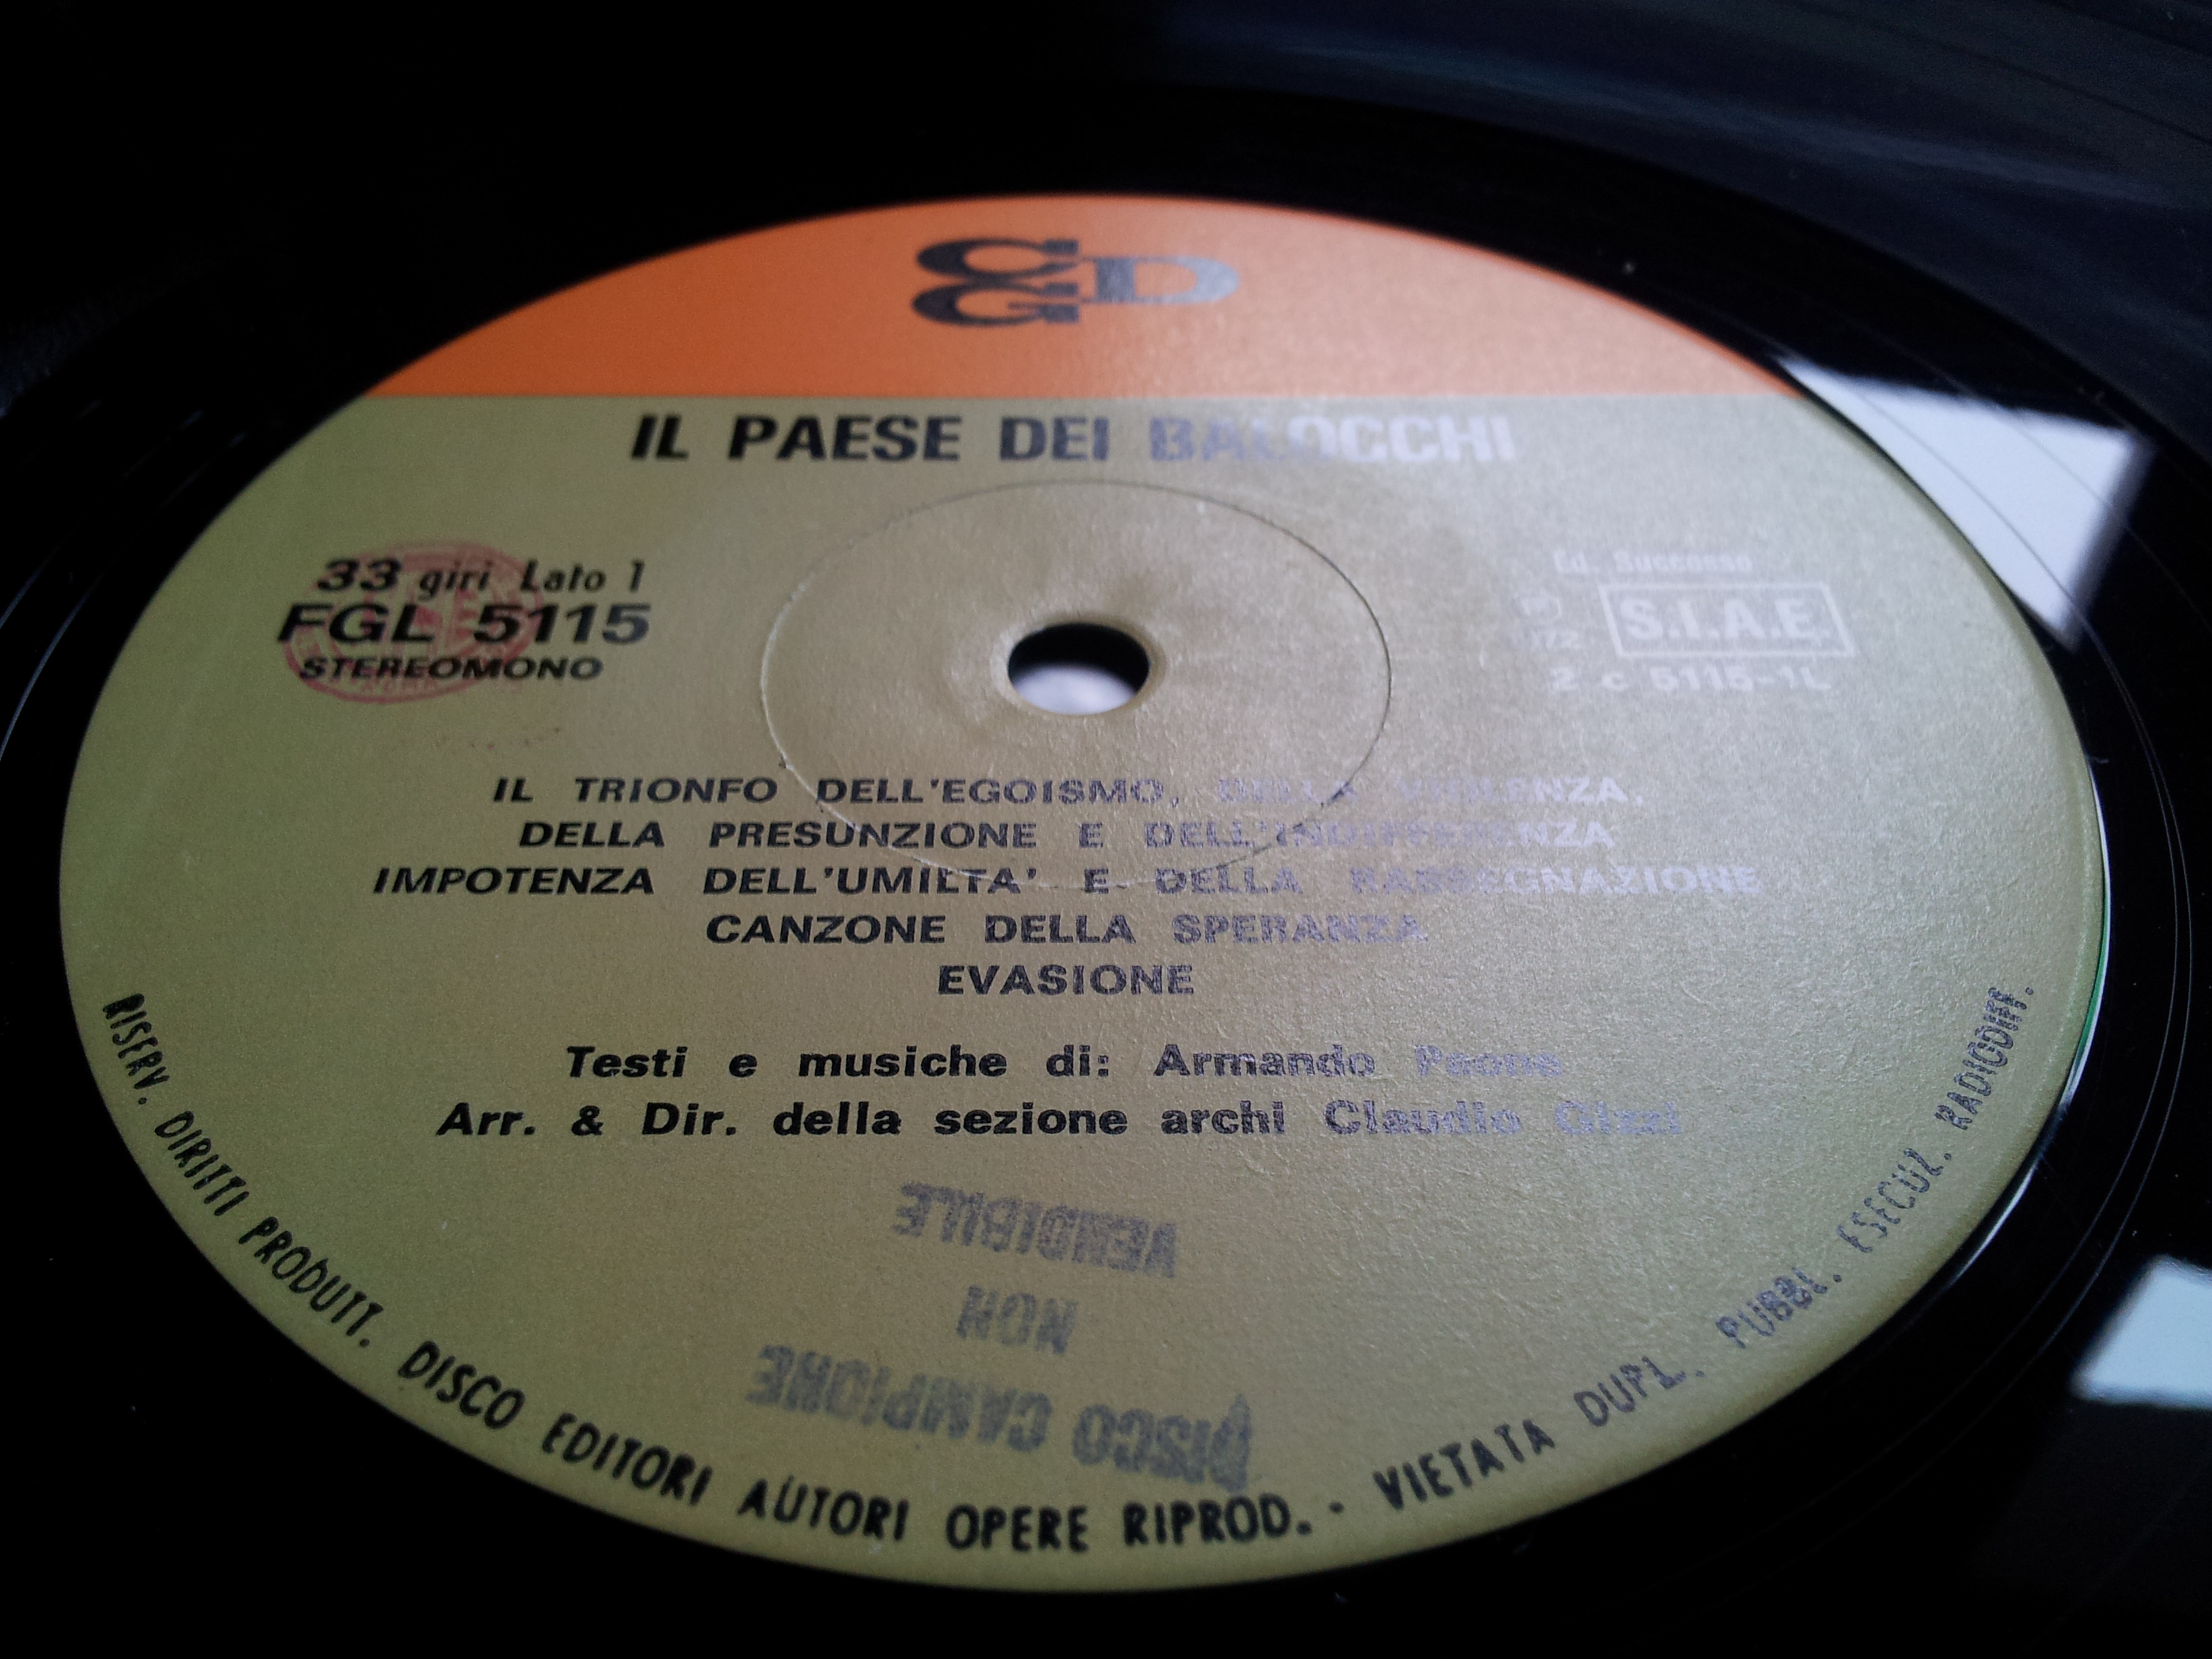 CGD
IL PAESE DEI BALOCCHI
33 giri Lato 1
FGL 5115
STEREOMONO
Ed. Successo
S.I.A.E.
2 c 5115-1L
IL TRIONFO DELL'EGOISMO, DELLA VIOLENZA,
DELLA PRESUNZIONE E DELL'INDIFFERENZA
IMPOTENZA DELL'UMILTA' E DELLA RASSEGNAZIONE
CANZONE DELLA SPERANZA
EVASIONE
Testi e musiche di: Armando Paone
Arr. & Dir. della sezione archi Claudio Gizzi
DISCO CAMPIONE
NON
VENDIBILE
RISERV. DIRITTI PRODUTT. DISCO EDITORI AUTORI OPERE RIPROD. - VIETATA DUPL. PUBBL. ESECUZ. RADIODIFF.